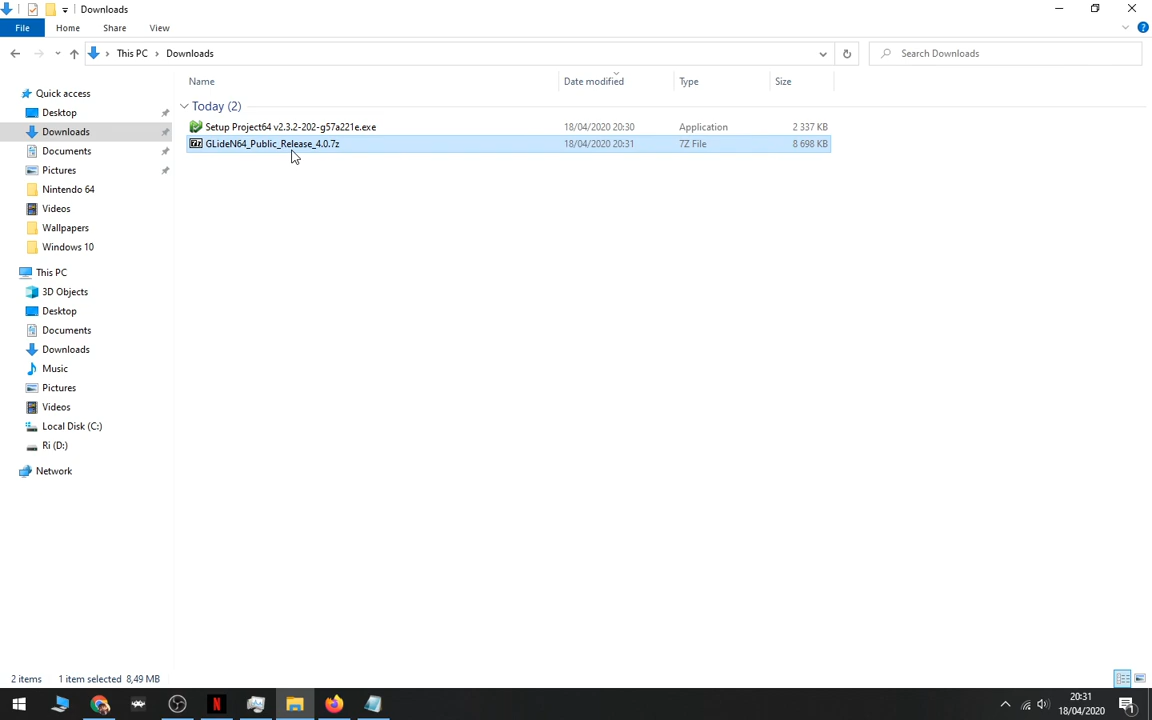 Downloads
File Home Share View
This PC Downloads Search Downloads
Name Date modified Type Size
Quick access
Desktop
Downloads
Documents
Pictures
Nintendo 64
Videos
Wallpapers
Windows 10
This PC
3D Objects
Desktop
Documents
Downloads
Music
Pictures
Videos
Local Disk (C:)
Ri (D:)
Network
Today (2)
Setup Project64 v2.3.2-202-g57a221e.exe 18/04/2020 20:30 Application 2 337 KB
GLideN64_Public_Release_4.0.7z 18/04/2020 20:31 7Z File 8 698 KB
2 items 1 item selected 8,49 MB
20:31
18/04/2020
1